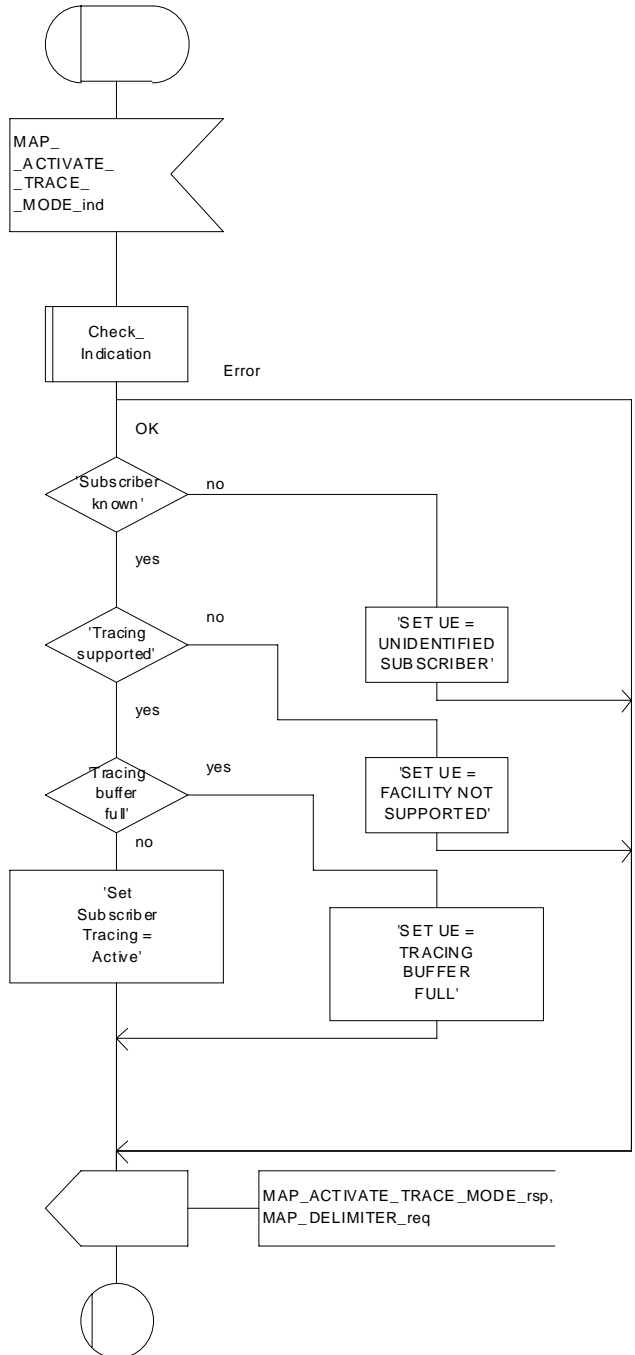 MAP_
_ACTIVATE_
_TRACE_
_MODE_ind
Check_
Indication
Error
OK
'Subscriber
known'
no
yes
'Tracing
supported'
no
'SET UE =
UNIDENTIFIED
SUBSCRIBER'
yes
'Tracing
buffer
full'
yes
'SET UE =
FACILITY NOT
SUPPORTED'
no
'Set
Subscriber
Tracing =
Active'
'SET UE =
TRACING
BUFFER
FULL'
MAP_ACTIVATE_TRACE_MODE_rsp,
MAP_DELIMITER_req